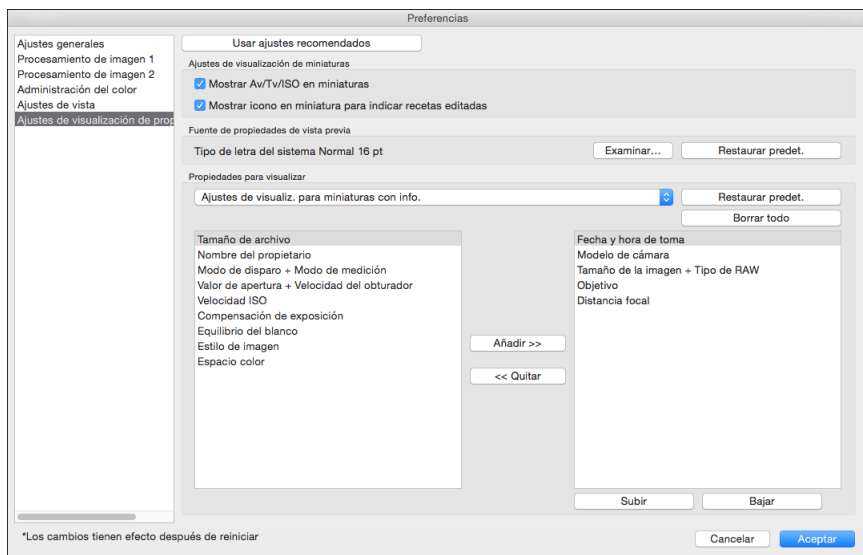 Preferencias
Ajustes generales
Procesamiento de imagen 1
Procesamiento de imagen 2
Administración del color
Ajustes de vista
Ajustes de visualización de prop
Usar ajustes recomendados
Ajustes de visualización de miniaturas
Mostrar Av/Tv/ISO en miniaturas
Mostrar icono en miniatura para indicar recetas editadas
Fuente de propiedades de vista previa
Tipo de letra del sistema Normal 16 pt
Examinar...
Restaurar predet.
Propiedades para visualizar
Ajustes de visualiz. para miniaturas con info.
Restaurar predet.
Borrar todo
Tamaño de archivo
Nombre del propietario
Modo de disparo + Modo de medición
Valor de apertura + Velocidad del obturador
Velocidad ISO
Compensación de exposición
Equilibrio del blanco
Estilo de imagen
Espacio color
Añadir >>
<< Quitar
Fecha y hora de toma
Modelo de cámara
Tamaño de la imagen + Tipo de RAW
Objetivo
Distancia focal
Subir
Bajar
*Los cambios tienen efecto después de reiniciar
Cancelar
Aceptar